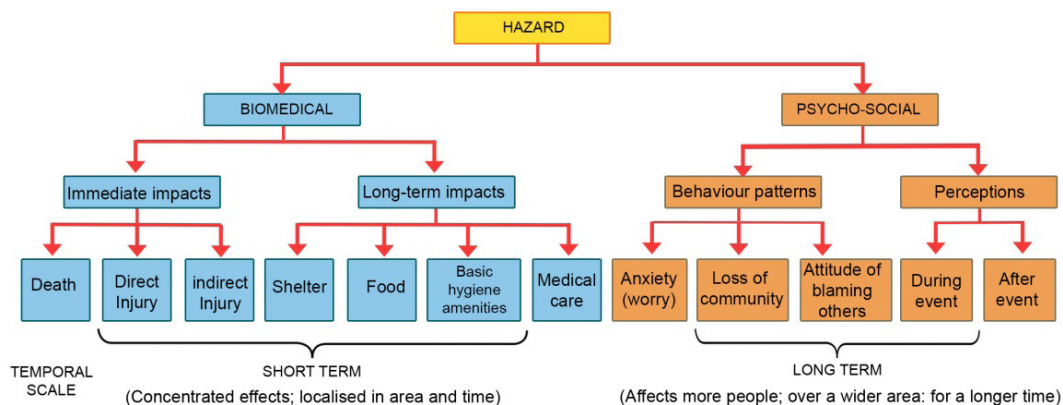 HAZARD
BIOMEDICAL
PSYCHO-SOCIAL
Immediate impacts
Long-term impacts
Behaviour patterns
Perceptions
Death
Direct
Injury
indirect
Injury
Shelter
Food
Basic
hygiene
amenities
Medical
care
Anxiety
(worry)
Loss of
community
Attitude of
blaming
others
During
event
After
event
TEMPORAL
SCALE
SHORT TERM
(Concentrated effects; localised in area and time)
LONG TERM
(Affects more people; over a wider area: for a longer time)